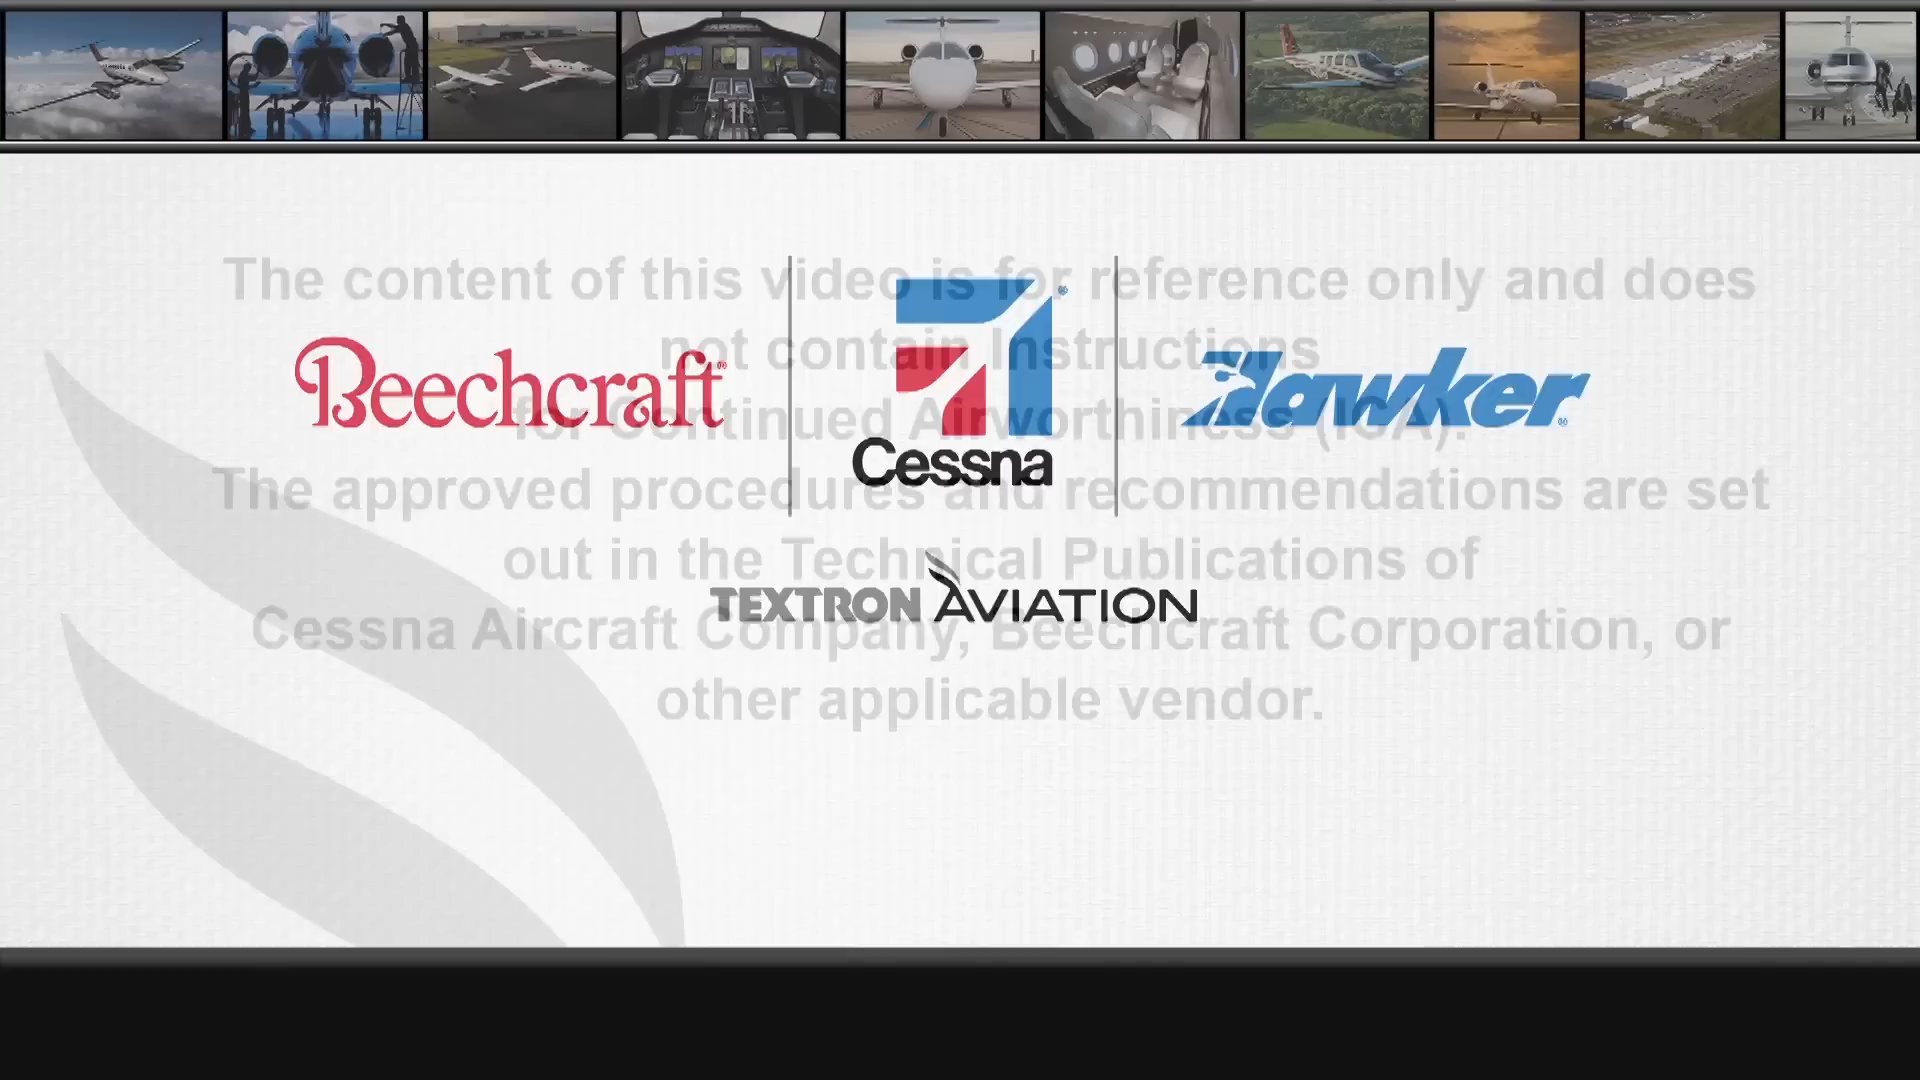 The content of this video is for reference only and does
not contain Instructions
for Continued Airworthiness (ICA).
The approved procedures and recommendations are set
out in the Technical Publications of
Cessna Aircraft Company, Beechcraft Corporation, or
other applicable vendor.
Beechcraft®
Cessna®
Hawker®
TEXTRON AVIATION